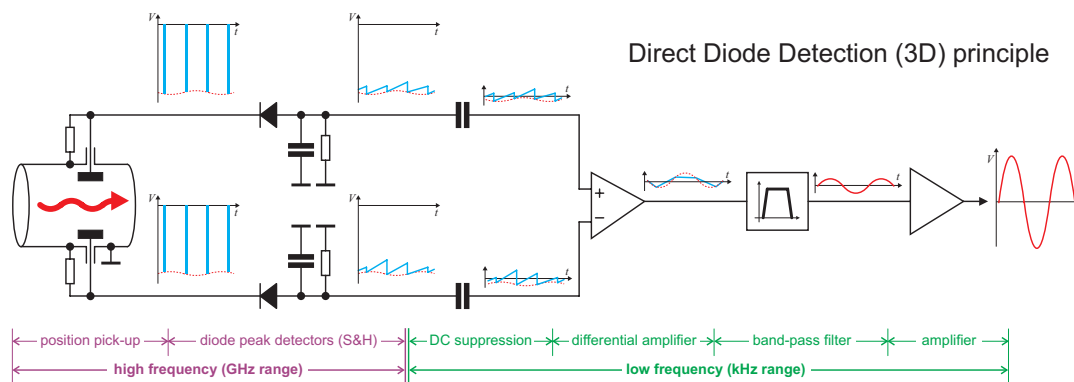 Direct Diode Detection (3D) principle
V
t
V
t
t
V
t
V
t
t
+
−
t
t
V
t
position pick-up
diode peak detectors (S&H)
DC suppression
differential amplifier
band-pass filter
amplifier
high frequency (GHz range)
low frequency (kHz range)